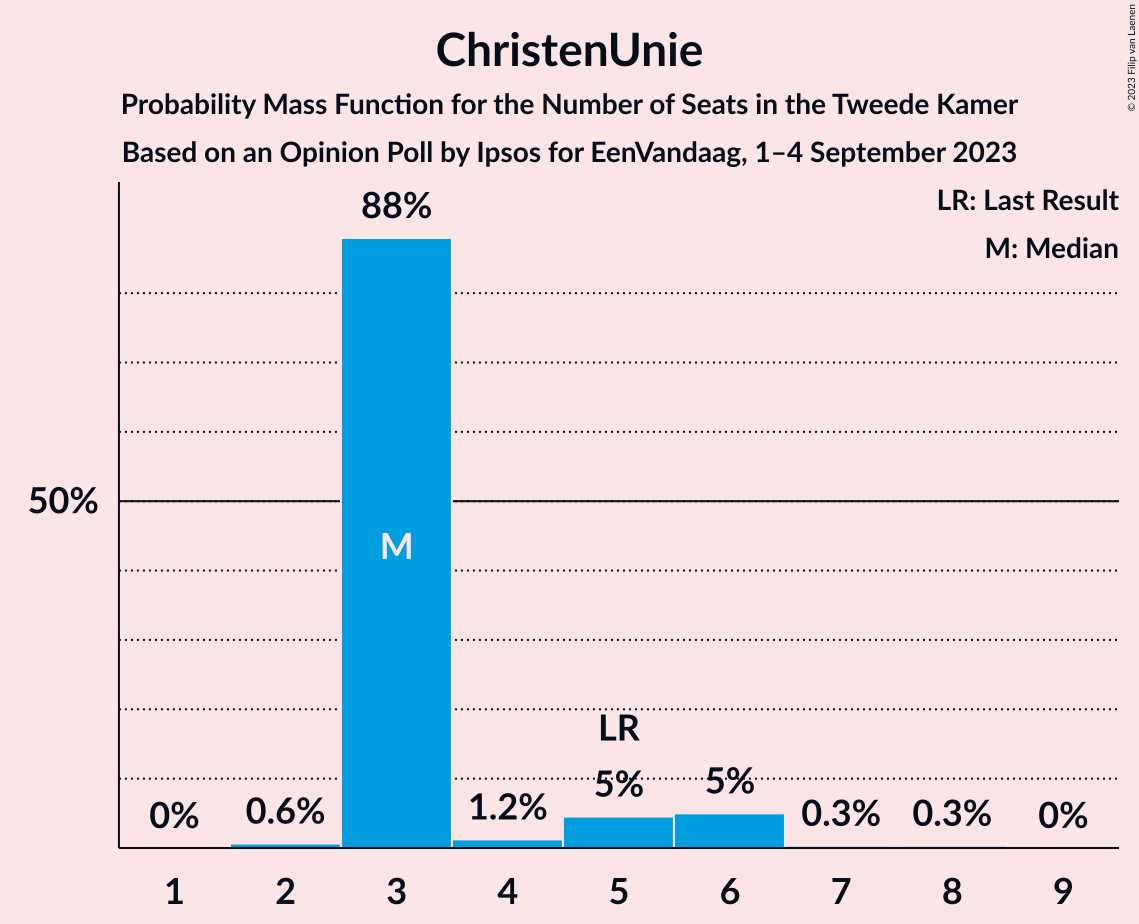 ChristenUnie
Probability Mass Function for the Number of Seats in the Tweede Kamer
Based on an Opinion Poll by Ipsos for EenVandaag, 1–4 September 2023
© 2023 Filip van Laenen
LR: Last Result
M: Median
88%
50%
M
LR
0%
0.6%
1.2%
5%
5%
0.3%
0.3%
0%
1 2 3 4 5 6 7 8 9